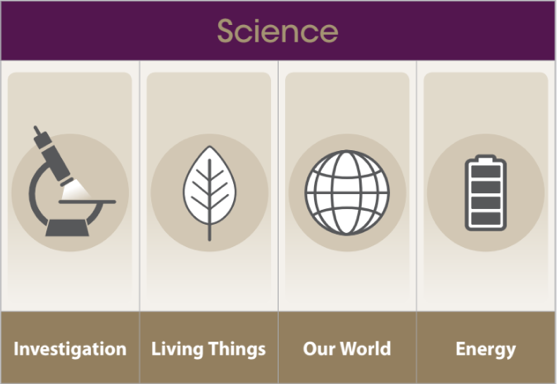 Science
Investigation
Living Things
Our World
Energy